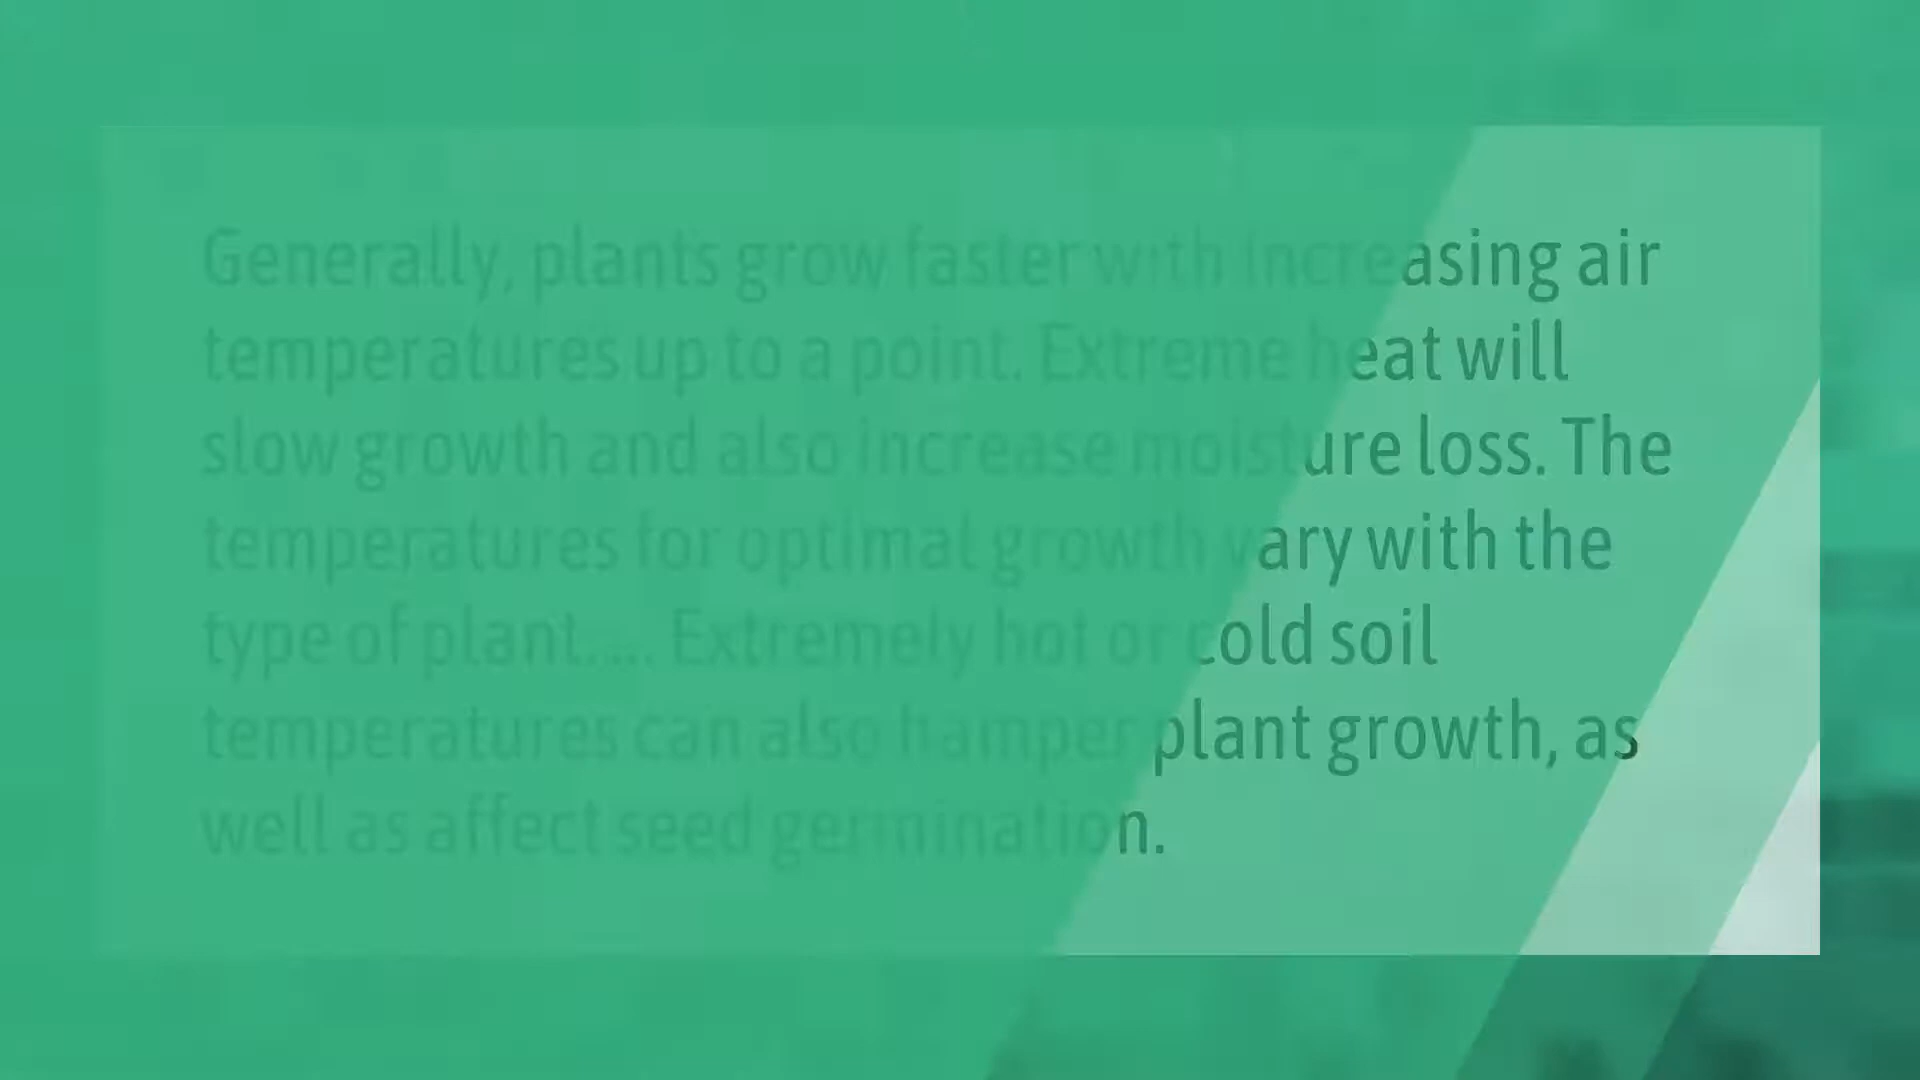 Generally, plants grow faster with increasing air
temperatures up to a point. Extreme heat will
slow growth and also increase moisture loss. The
temperatures for optimal growth vary with the
type of plant.... Extremely hot or cold soil
temperatures can also hamper plant growth, as
well as affect seed germination.